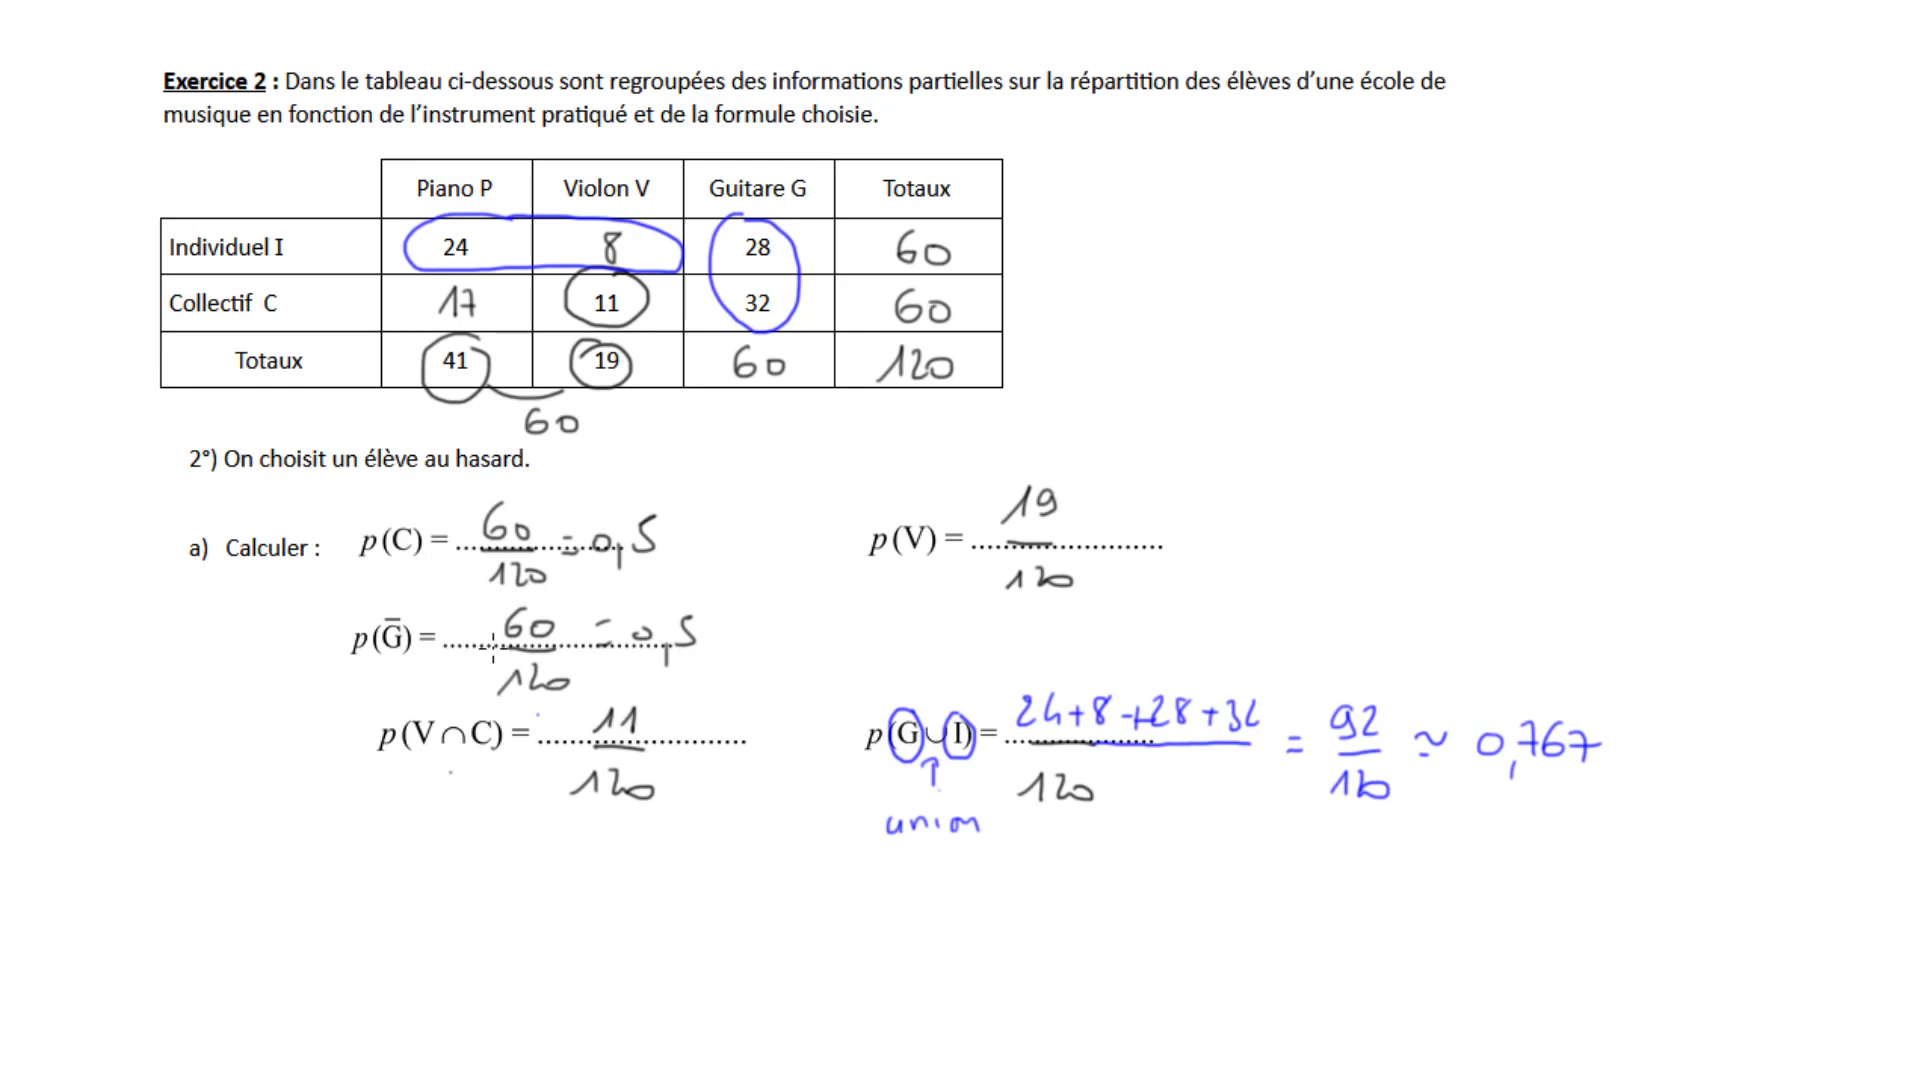 Exercice 2 : Dans le tableau ci-dessous sont regroupées des informations partielles sur la répartition des élèves d’une école de
musique en fonction de l’instrument pratiqué et de la formule choisie.
Piano P Violon V Guitare G Totaux
Individuel I 24 8 28 60
Collectif C 17 11 32 60
Totaux 41 19 60 120
60
2°) On choisit un élève au hasard.
a) Calculer : p(C) = 60/120 = 0,5 p(V) = 19/120
p(G̅) = 60/120 = 0,5
p(V∩C) = 11/120 p(G∪I) = 24+8+28+32/120 = 92/120 ≈ 0,767
union